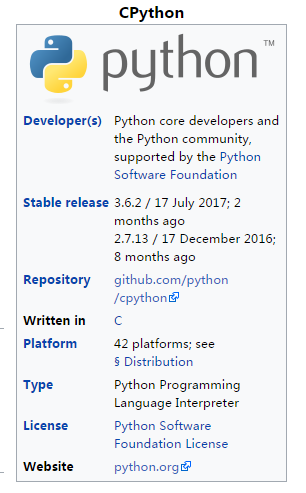 CPython
python™
Developer(s) Python core developers and
the Python community,
supported by the Python
Software Foundation
Stable release 3.6.2 / 17 July 2017; 2
months ago
2.7.13 / 17 December 2016;
8 months ago
Repository github.com/python
/cpython
Written in C
Platform 42 platforms; see
§ Distribution
Type Python Programming
Language Interpreter
License Python Software
Foundation License
Website python.org